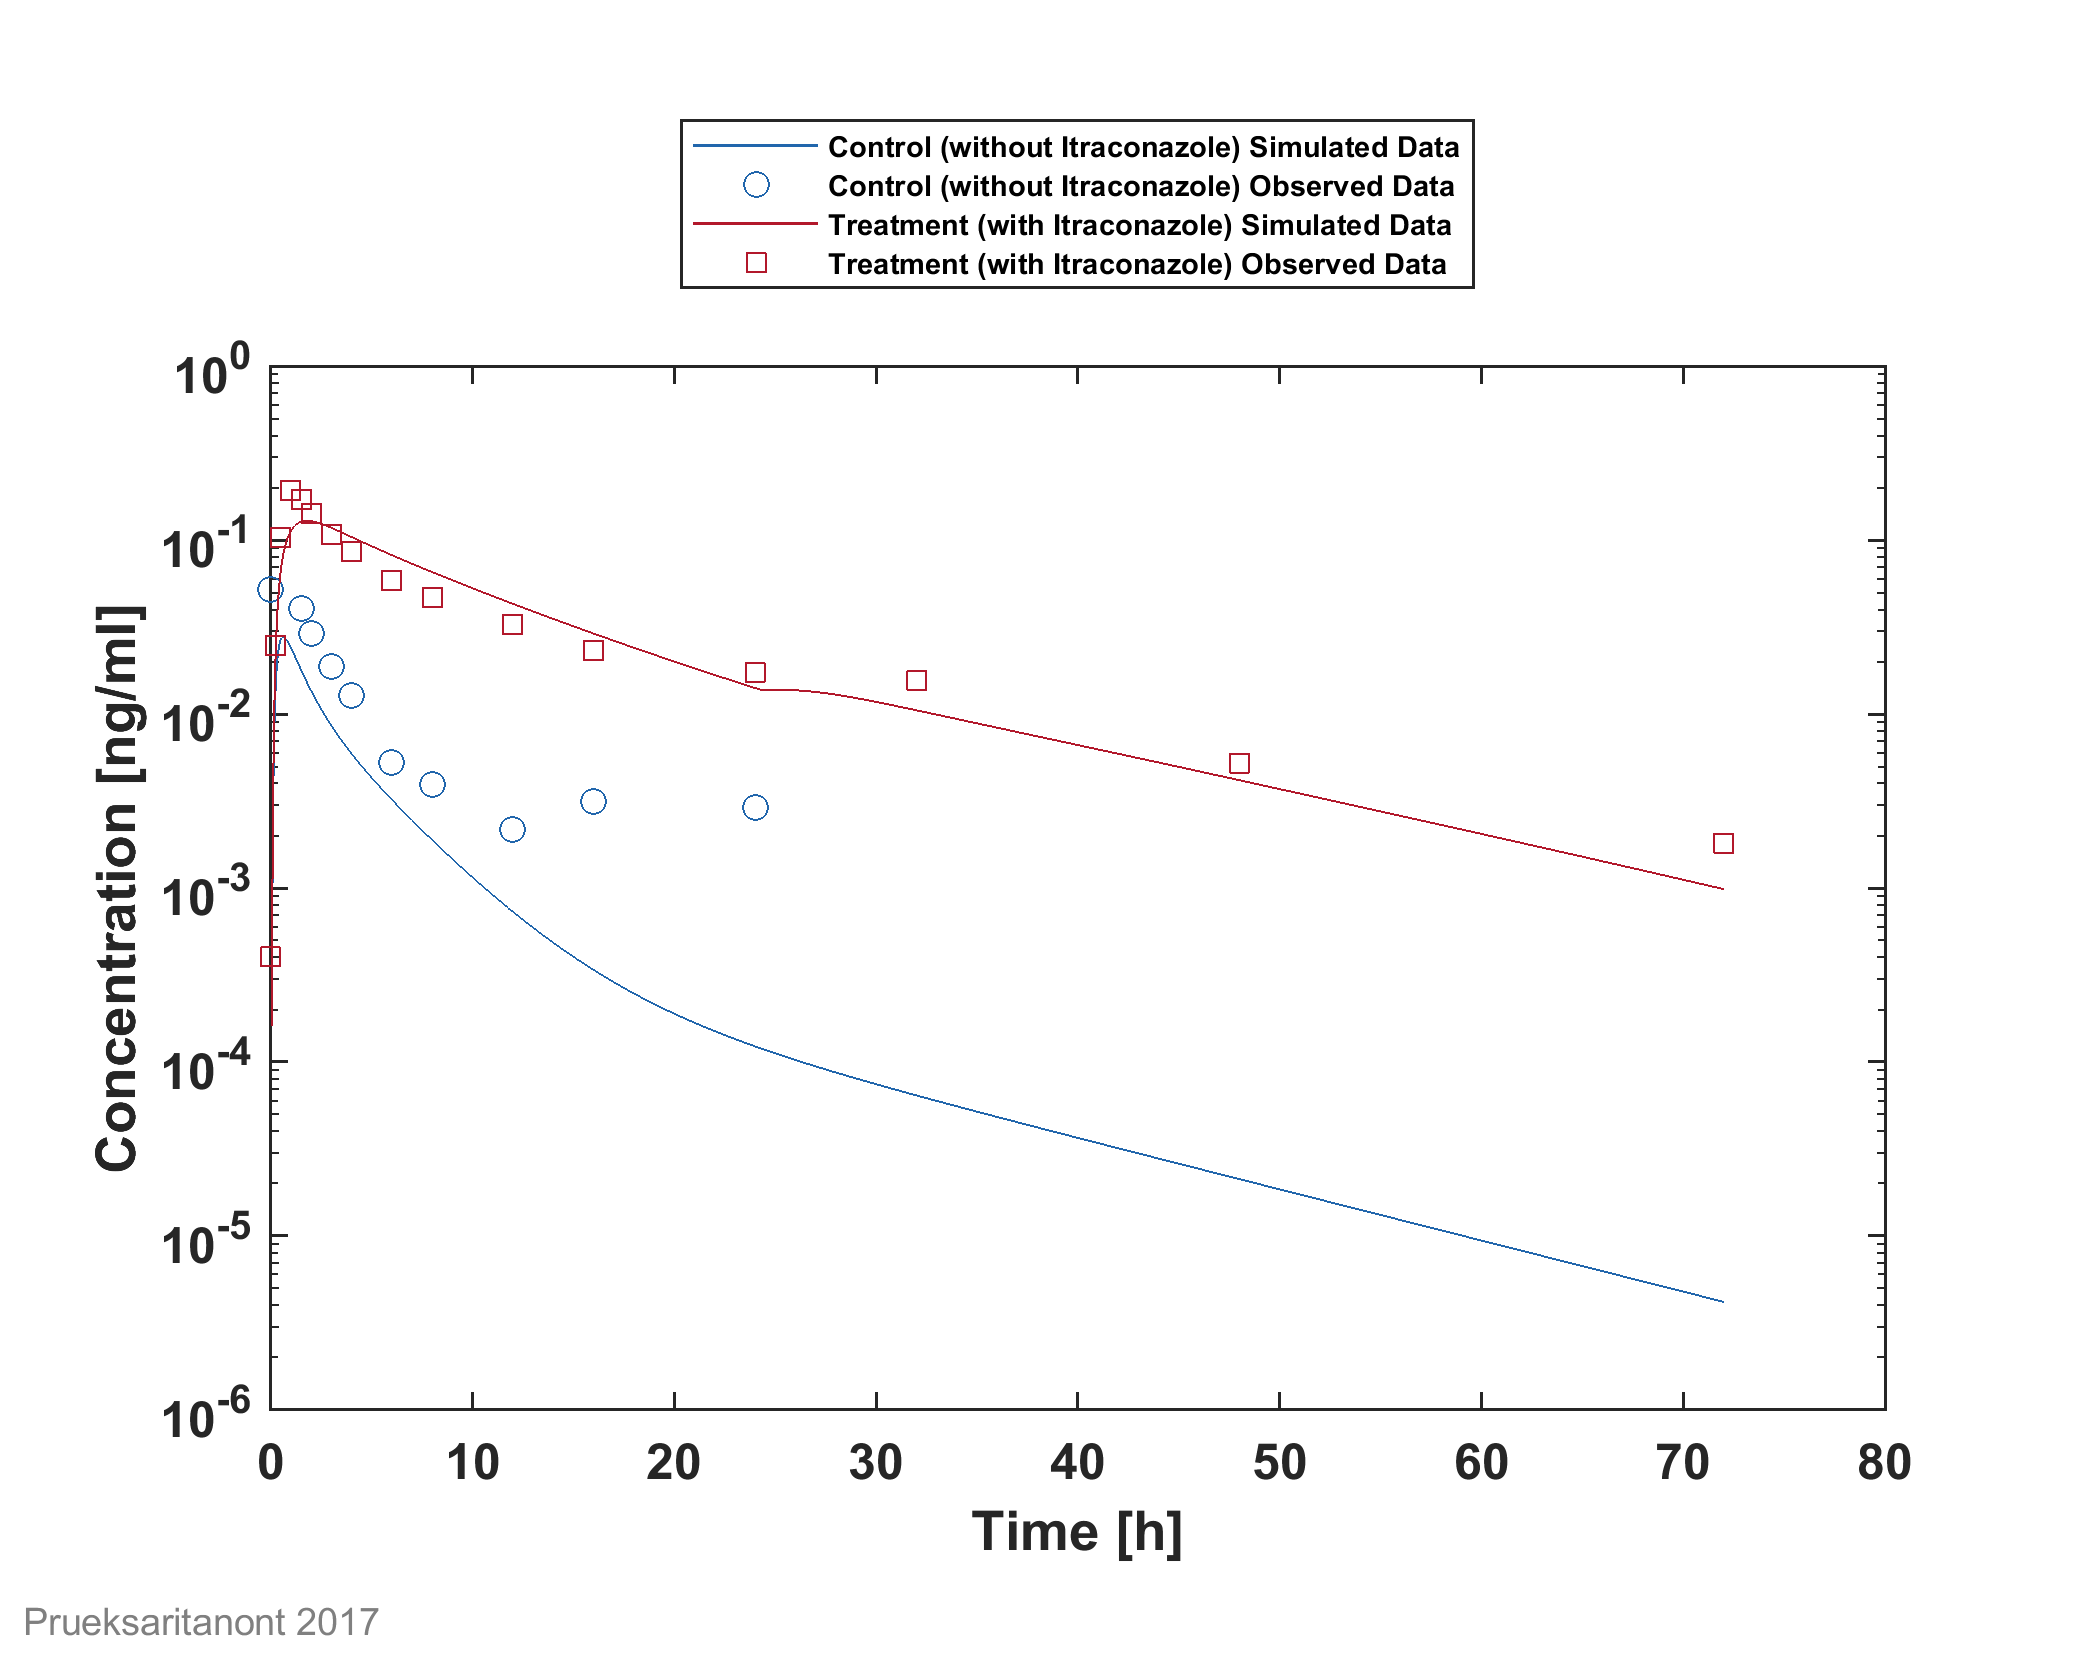 Control (without Itraconazole) Simulated Data
Control (without Itraconazole) Observed Data
Treatment (with Itraconazole) Simulated Data
Treatment (with Itraconazole) Observed Data
10^0
10^-1
10^-2
10^-3
10^-4
10^-5
10^-6
Concentration [ng/ml]
0 10 20 30 40 50 60 70 80
Time [h]
Prueksaritanont 2017